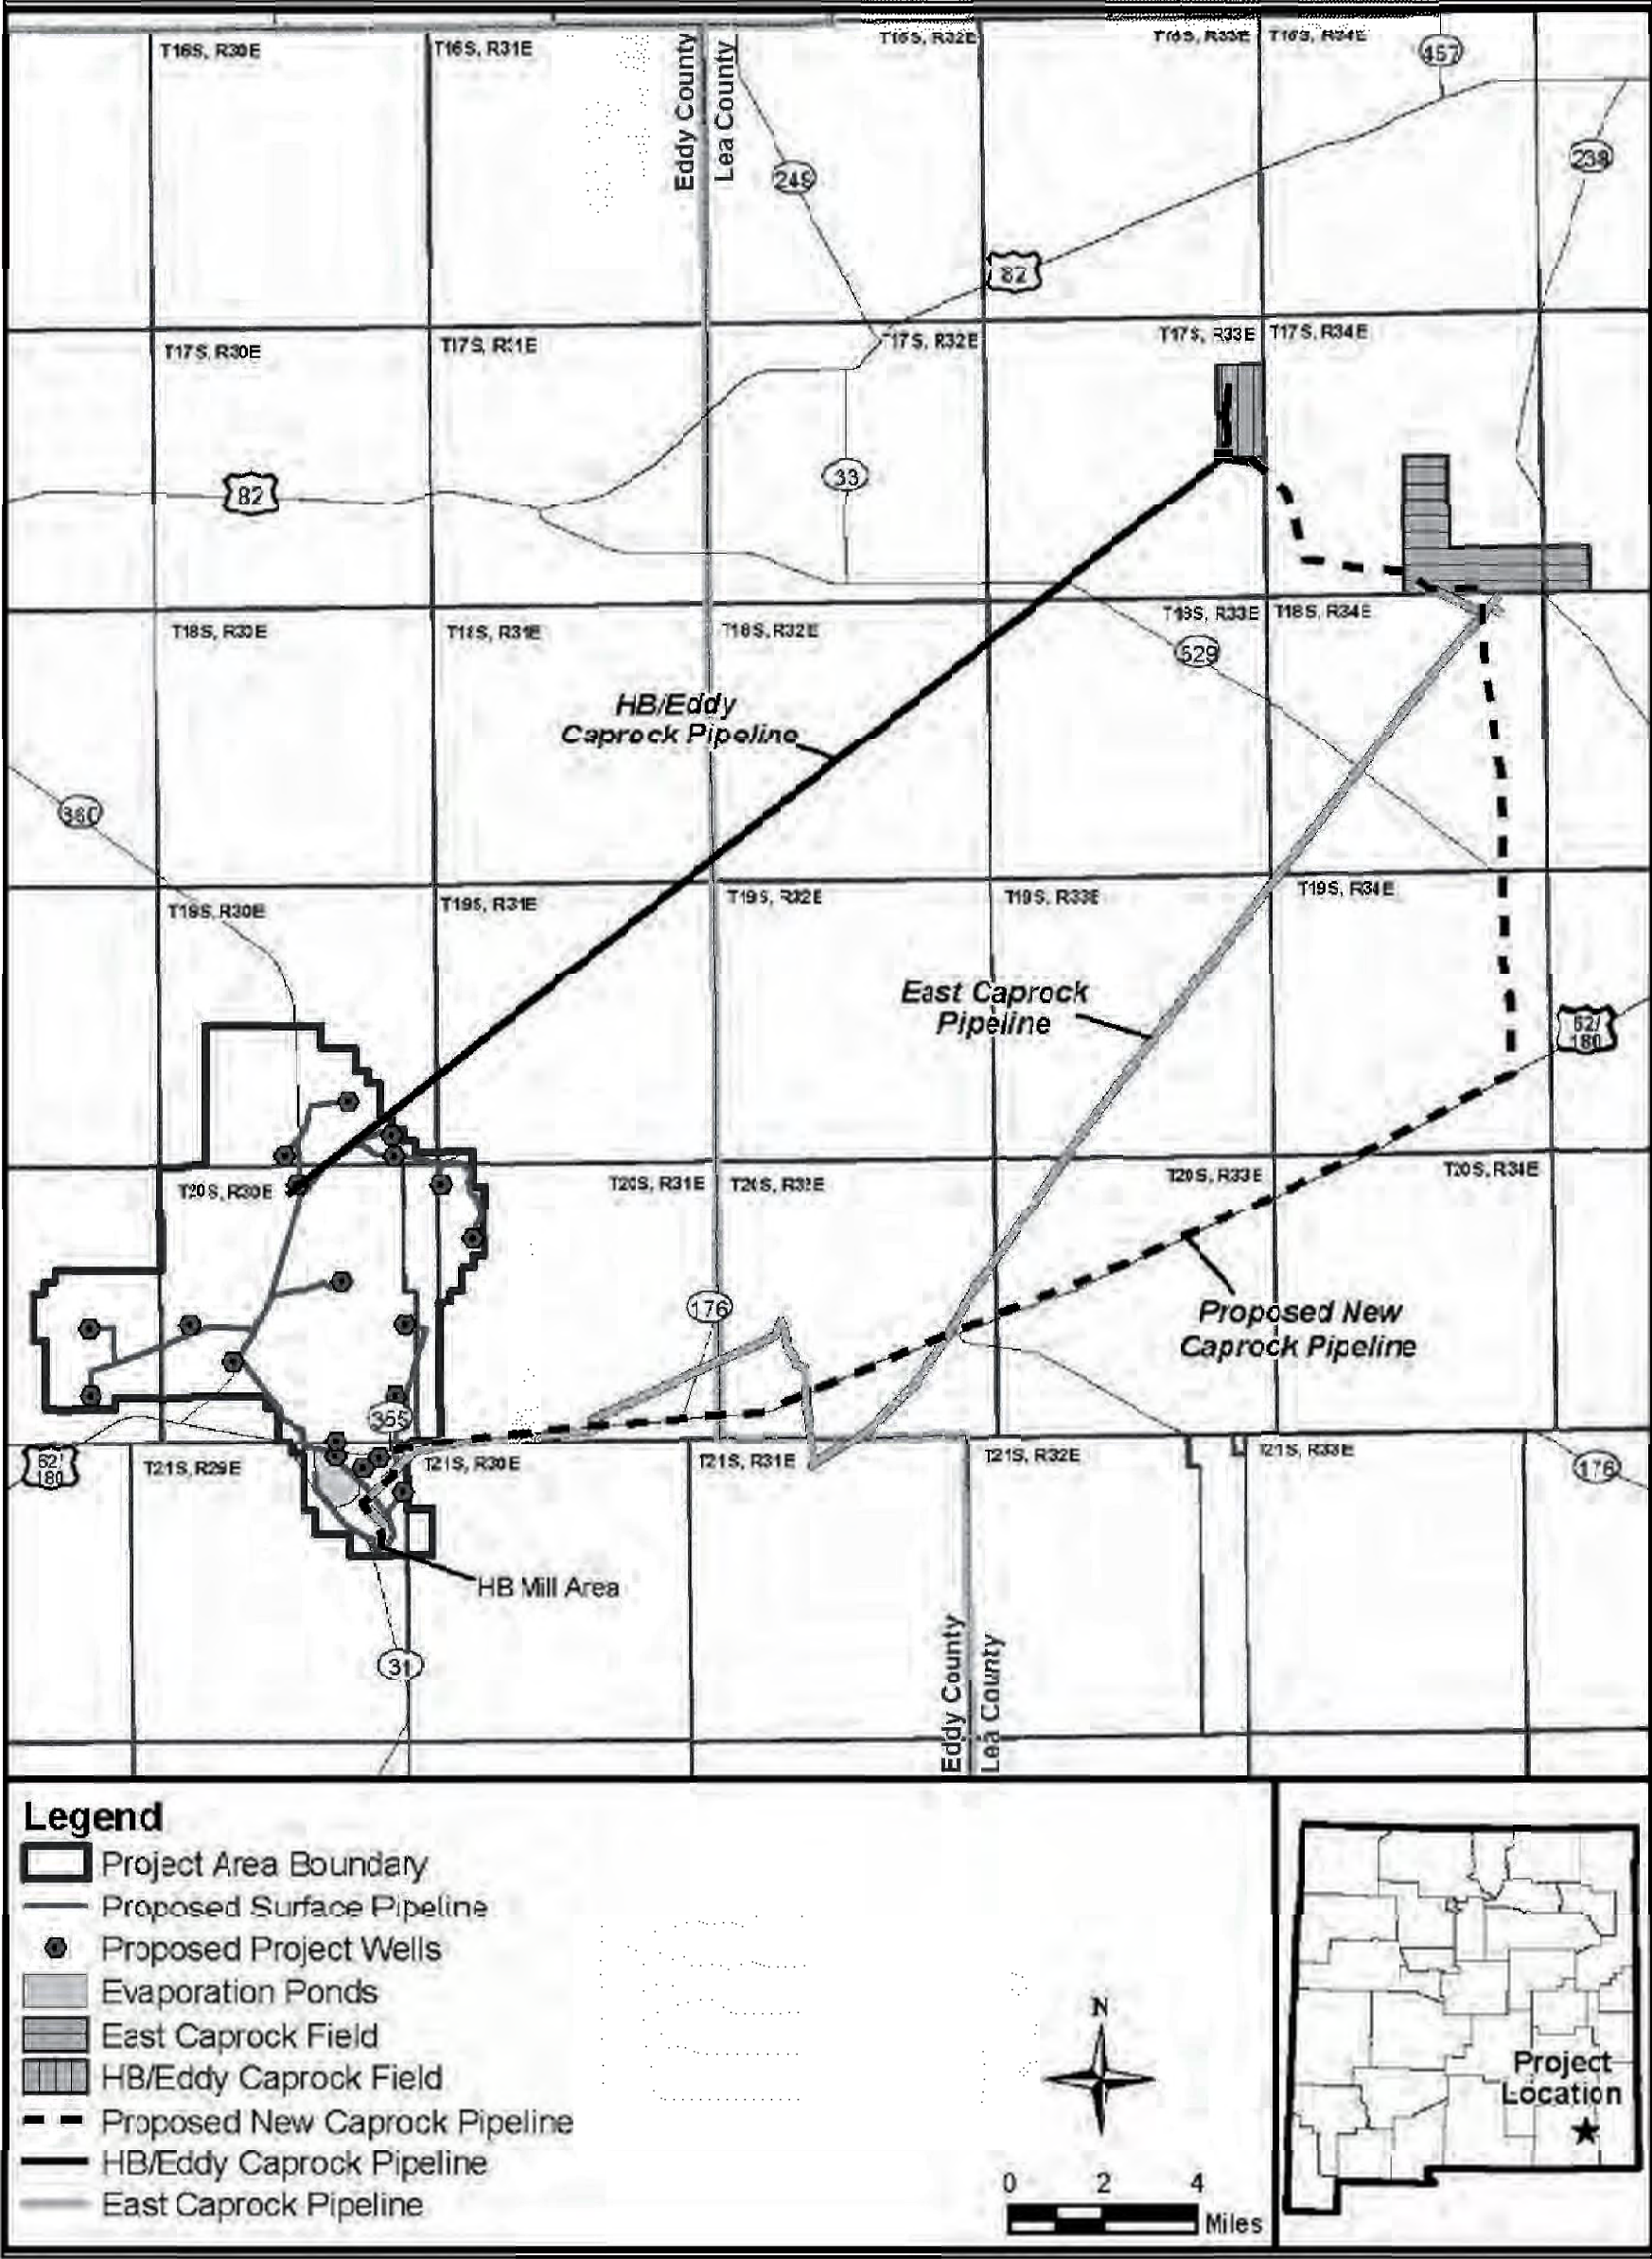 T16S, R30E
T16S, R31E
T16S, R32E
T16S, R33E
T16S, R34E
457
Eddy County
Lea County
249
238
82
T17S, R30E
T17S, R31E
T17S, R32E
T17S, R33E
T17S, R34E
82
33
T18S, R30E
T18S, R31E
T18S, R32E
T18S, R33E
T18S, R34E
529
HB/Eddy
Caprock Pipeline
360
T19S, R30E
T19S, R31E
T19S, R32E
T19S, R33E
T19S, R34E
East Caprock
Pipeline
62/
180
T20S, R30E
T20S, R31E
T20S, R32E
T20S, R33E
T20S, R34E
176
Proposed New
Caprock Pipeline
365
62/
180
T21S, R29E
T21S, R30E
T21S, R31E
T21S, R32E
T21S, R33E
176
HB Mill Area
31
Eddy County
Lea County
Legend
Project Area Boundary
Proposed Surface Pipeline
Proposed Project Wells
Evaporation Ponds
East Caprock Field
HB/Eddy Caprock Field
Proposed New Caprock Pipeline
HB/Eddy Caprock Pipeline
East Caprock Pipeline
N
0 2 4
Miles
Project
Location